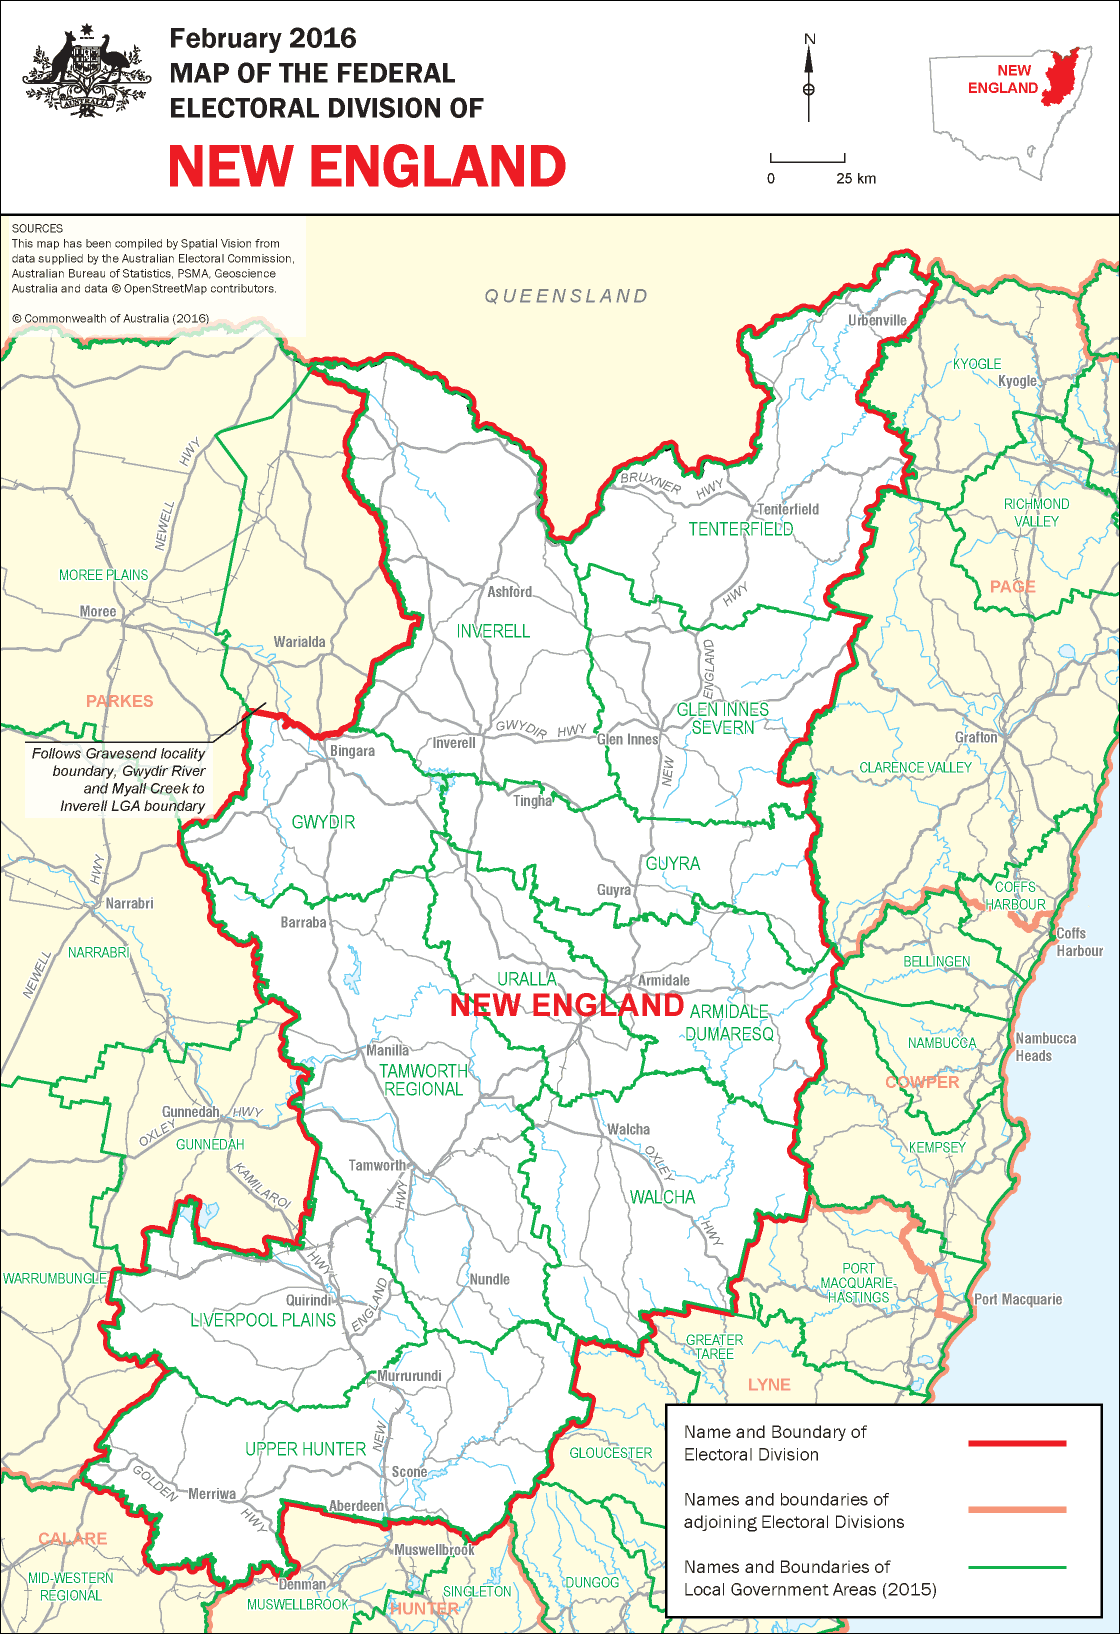 February 2016
MAP OF THE FEDERAL
ELECTORAL DIVISION OF
NEW ENGLAND
AUSTRALIA
N
0 25 km
NEW
ENGLAND
SOURCES
This map has been compiled by Spatial Vision from
data supplied by the Australian Electoral Commission,
Australian Bureau of Statistics, PSMA, Geoscience
Australia and data © OpenStreetMap contributors.
© Commonwealth of Australia (2016)
QUEENSLAND
Urbenville
KYOGLE
Kyogle
NEWELL
HWY
BRUXNER
HWY
Tenterfield
TENTERFIELD
RICHMOND
VALLEY
MOREE PLAINS
Moree
Ashford
HWY
PAGE
INVERELL
Warialda
ENGLAND
PARKES
GLEN INNES
SEVERN
GWYDIR HWY
Inverell
Glen Innes
Grafton
Follows Gravesend locality
boundary, Gwydir River
and Myall Creek to
Inverell LGA boundary
Bingara
NEW
CLARENCE VALLEY
Tingha
GWYDIR
GUYRA
HWY
Guyra
COFFS
HARBOUR
Narrabri
Barraba
Coffs
Harbour
NARRABRI
NEWELL
URALLA
Armidale
BELLINGEN
NEW ENGLAND
ARMIDALE
DUMARESQ
Manilla
NAMBUCCA
Nambucca
Heads
TAMWORTH
REGIONAL
COWPER
Gunnedah
HWY
OXLEY
GUNNEDAH
Walcha
KEMPSEY
Tamworth
OXLEY
KAMILAROI
HWY
WALCHA
HWY
HWY
WARRUMBUNGLE
Nundle
PORT
MACQUARIE-
HASTINGS
Quirindi
ENGLAND
Port Macquarie
LIVERPOOL PLAINS
GREATER
TAREE
Murrurundi
LYNE
NEW
UPPER HUNTER
GLOUCESTER
Scone
GOLDEN
HWY
Merriwa
Aberdeen
CALARE
Muswellbrook
MID-WESTERN
REGIONAL
Denman
MUSWELLBROOK
SINGLETON
DUNGOG
HUNTER
Name and Boundary of
Electoral Division
Names and boundaries of
adjoining Electoral Divisions
Names and Boundaries of
Local Government Areas (2015)